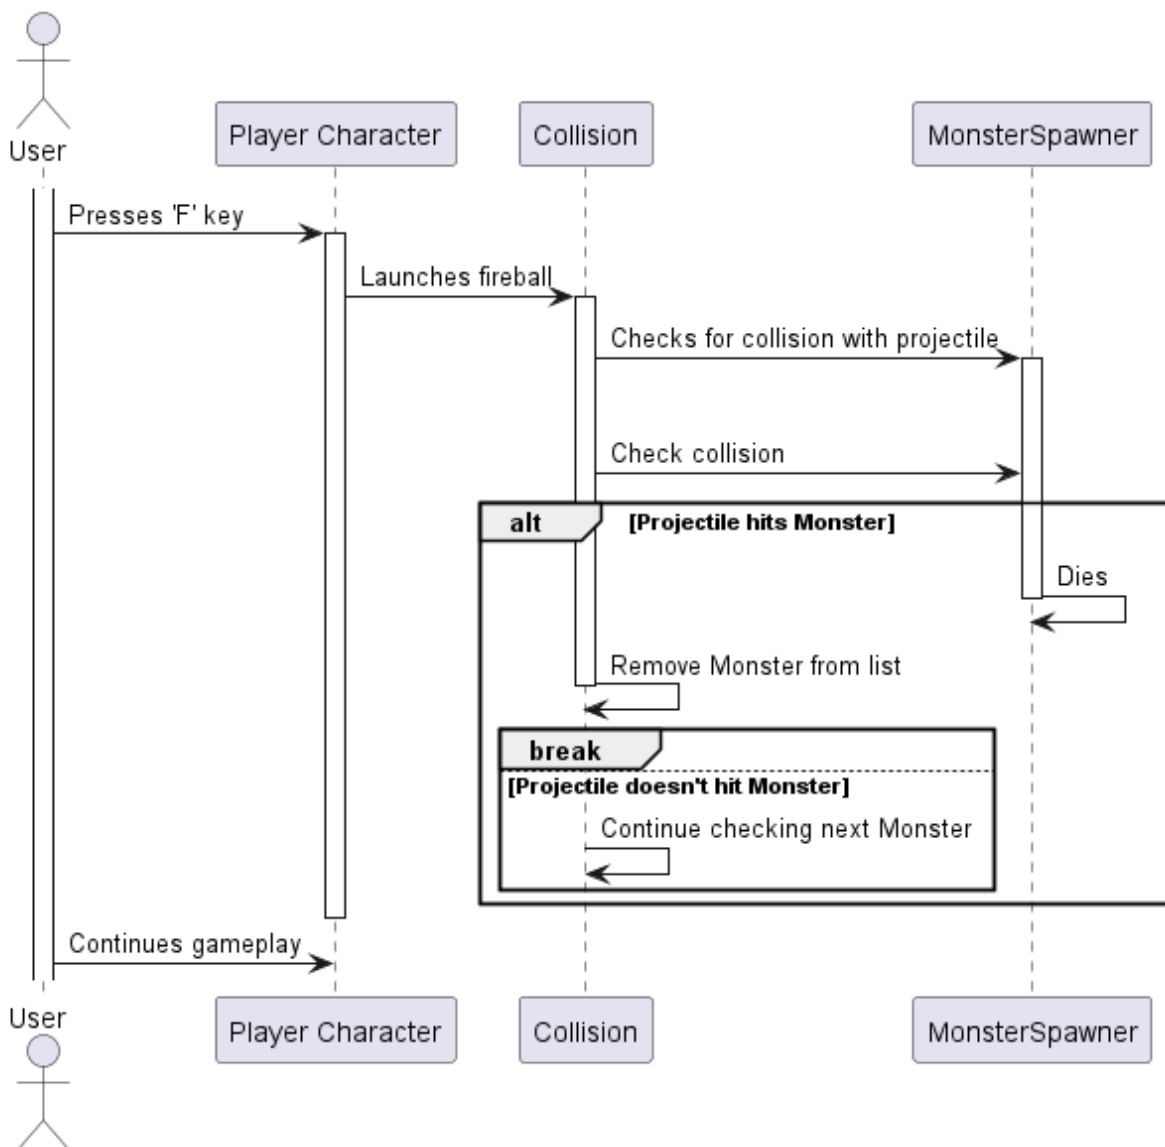 User
Player Character
Collision
MonsterSpawner
Presses 'F' key
Launches fireball
Checks for collision with projectile
Check collision
alt
[Projectile hits Monster]
Dies
Remove Monster from list
break
[Projectile doesn't hit Monster]
Continue checking next Monster
Continues gameplay
User
Player Character
Collision
MonsterSpawner